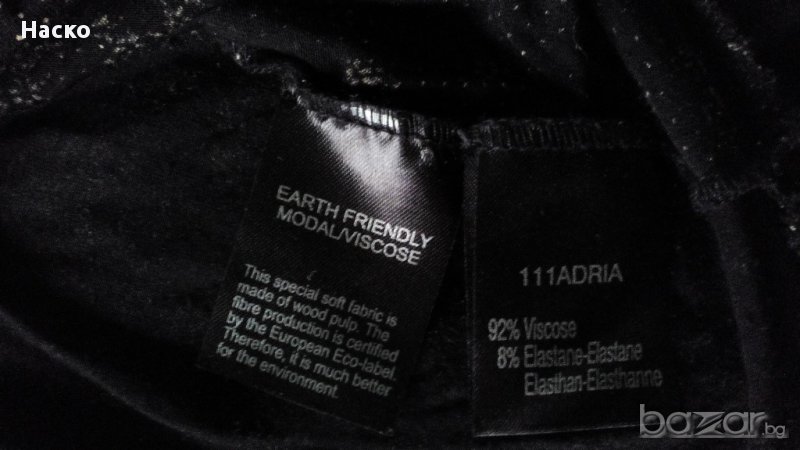 Наско
EARTH FRIENDLY
MODAL/VISCOSE
This special soft fabric is
made of wood pulp. The
fibre production is certified
by the European Eco-label.
Therefore, it is much better
for the environment.
111ADRIA
92% Viscose
8% Elastane-Elastane
Elasthan-Elasthanne
bazar.bg